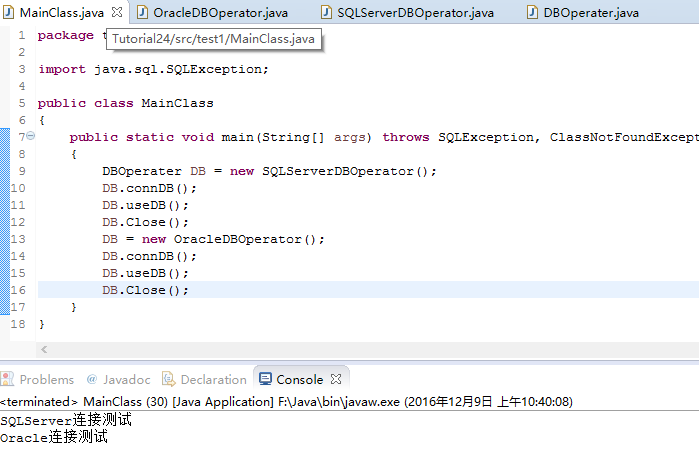 MainClass.java OracleDBOperator.java SQLServerDBOperator.java DBOperater.java
1 package t
Tutorial24/src/test1/MainClass.java
2
3 import java.sql.SQLException;
4
5 public class MainClass
6 {
7 public static void main(String[] args) throws SQLException, ClassNotFoundExcept
8 {
9 DBOperater DB = new SQLServerDBOperator();
10 DB.connDB();
11 DB.useDB();
12 DB.Close();
13 DB = new OracleDBOperator();
14 DB.connDB();
15 DB.useDB();
16 DB.Close();
17 }
18 }
Problems @ Javadoc Declaration Console
<terminated> MainClass (30) [Java Application] F:\Java\bin\javaw.exe (2016年12月9日 上午10:40:08)
SQLServer连接测试
Oracle连接测试